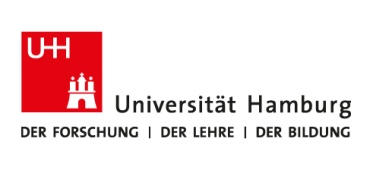 UHH
Universität Hamburg
DER FORSCHUNG | DER LEHRE | DER BILDUNG